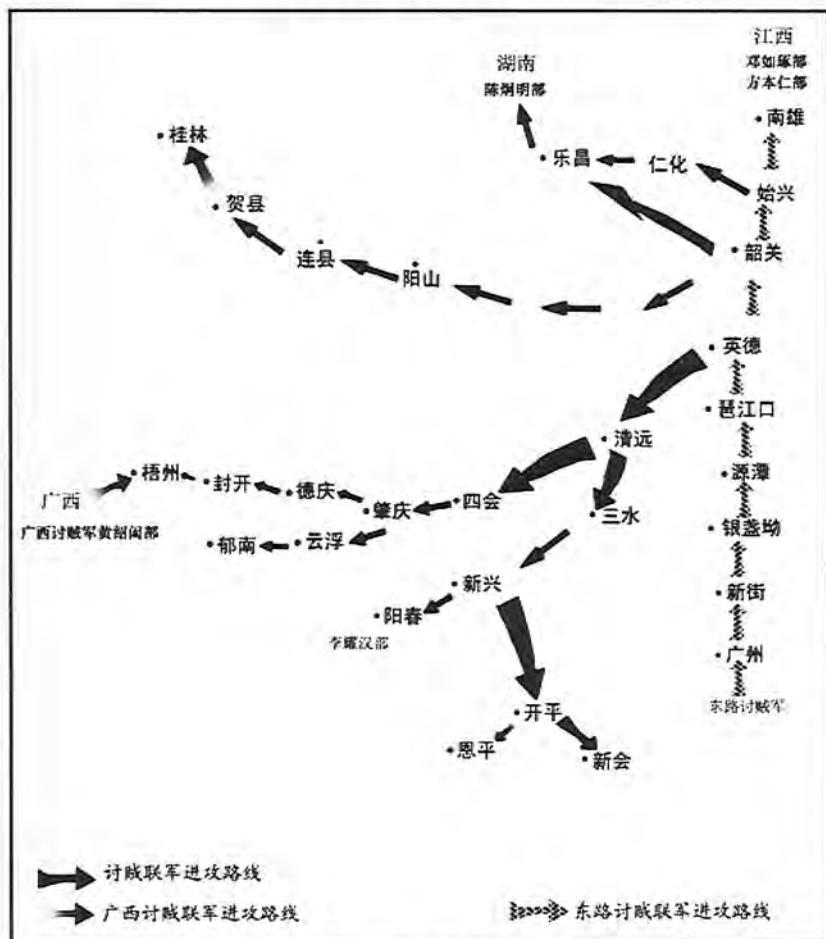 江西
邓如琢部
方本仁部
湖南
陈炯明部
南雄
桂林
乐昌
仁化
始兴
贺县
韶关
连县
阳山
英德
琶江口
清远
源潭
梧州
封开
德庆
四会
广西
肇庆
三水
银盏坳
广西讨贼军黄绍闳部
郁南
云浮
新兴
新街
阳春
李耀汉部
广州
东路讨贼军
开平
恩平
新会
讨贼联军进攻路线
广西讨贼联军进攻路线
东路讨贼联军进攻路线